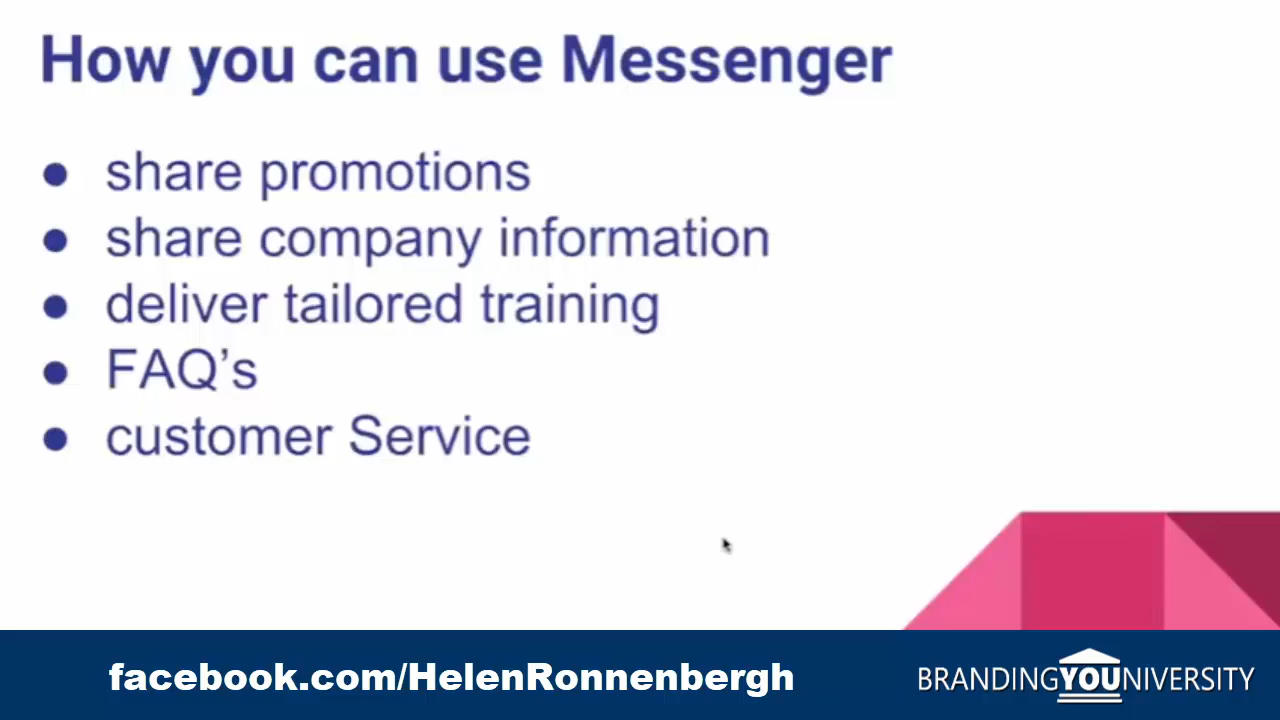 How you can use Messenger
● share promotions
● share company information
● deliver tailored training
● FAQ’s
● customer Service
facebook.com/HelenRonnenbergh
BRANDINGYOUNIVERSITY